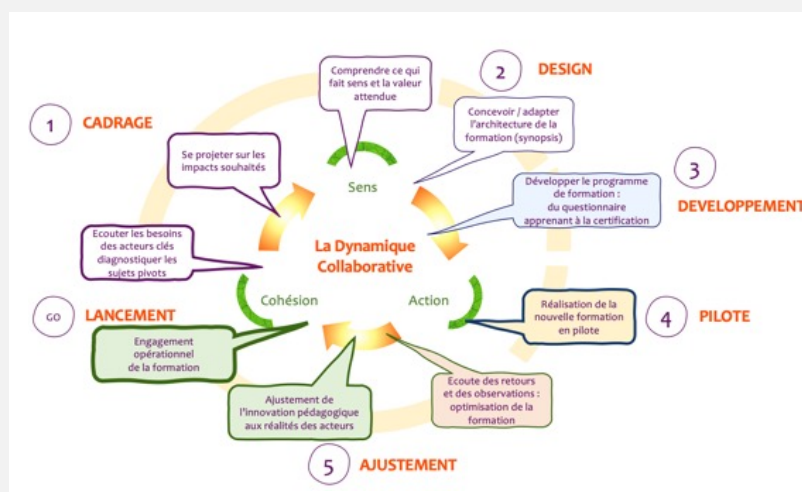 1 CADRAGE
Ecouter les besoins
des acteurs clés
diagnostiquer les
sujets pivots
Se projeter sur les
impacts souhaités
Comprendre ce qui
fait sens et la valeur
attendue
Sens
2 DESIGN
Concevoir / adapter
l'architecture de la
formation (synopsis)
3
DEVELOPPEMENT
Développer le programme
de formation :
du questionnaire
apprenant à la certification
La Dynamique
Collaborative
Cohésion
Action
4 PILOTE
Réalisation de la
nouvelle formation
en pilote
Ecoute des retours
et des observations :
optimisation de la
formation
Ajustement de
l'innovation pédagogique
aux réalités des acteurs
5 AJUSTEMENT
GO LANCEMENT
Engagement
opérationnel
de la formation